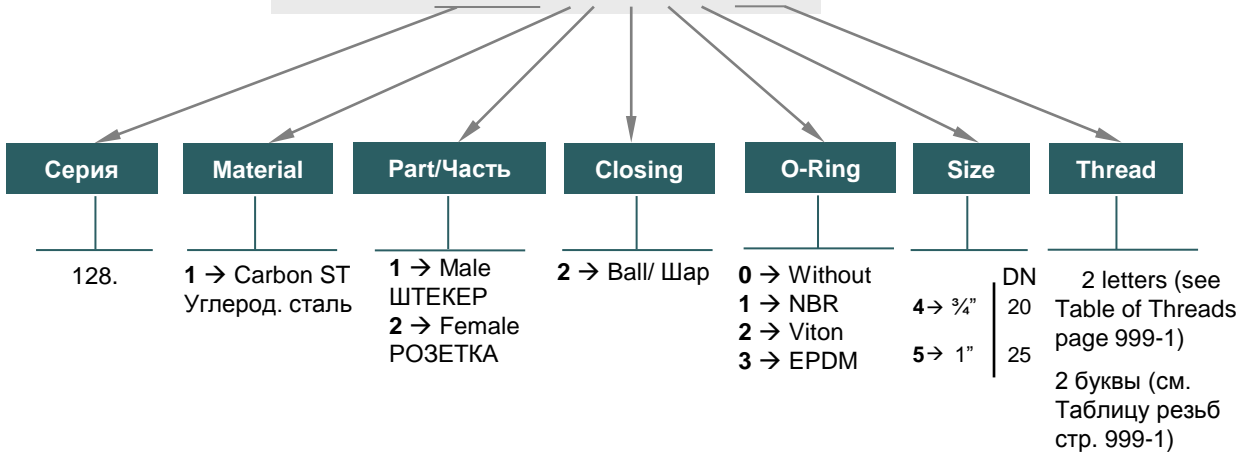 Серия
Material
Part/Часть
Closing
O-Ring
Size
Thread
128.
1 → Carbon ST
Углерод. сталь
1 → Male
ШТЕКЕР
2 → Female
РОЗЕТКА
2 → Ball/ Шар
0 → Without
1 → NBR
2 → Viton
3 → EPDM
DN
4→ ¾” 20
5→ 1” 25
2 letters (see
Table of Threads
page 999-1)
2 буквы (см.
Таблицу резьб
стр. 999-1)